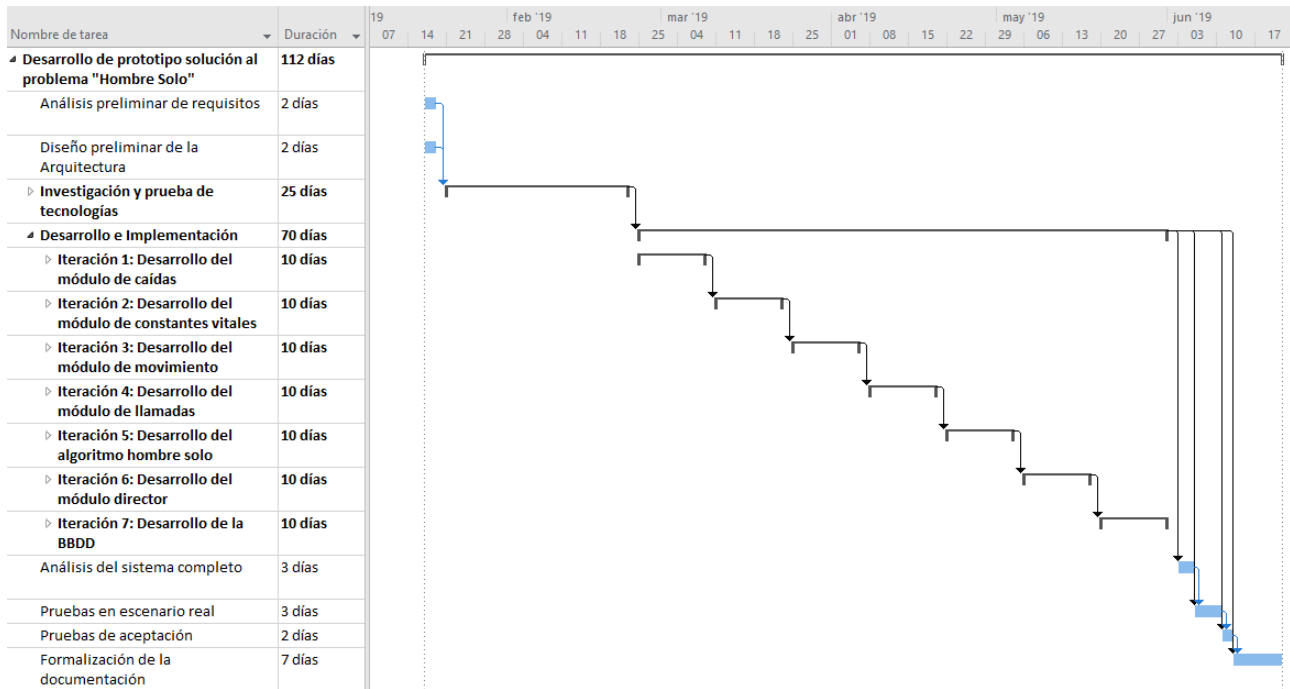 19 feb '19 mar '19 abr '19 may '19 jun '19
Nombre de tarea Duración 07 14 21 28 04 11 18 25 04 11 18 25 01 08 15 22 29 06 13 20 27 03 10 17
Desarrollo de prototipo solución al 112 días
problema "Hombre Solo"
Análisis preliminar de requisitos 2 días
Diseño preliminar de la 2 días
Arquitectura
Investigación y prueba de 25 días
tecnologías
Desarrollo e Implementación 70 días
Iteración 1: Desarrollo del 10 días
módulo de caídas
Iteración 2: Desarrollo del 10 días
módulo de constantes vitales
Iteración 3: Desarrollo del 10 días
módulo de movimiento
Iteración 4: Desarrollo del 10 días
módulo de llamadas
Iteración 5: Desarrollo del 10 días
algoritmo hombre solo
Iteración 6: Desarrollo del 10 días
módulo director
Iteración 7: Desarrollo de la 10 días
BBDD
Análisis del sistema completo 3 días
Pruebas en escenario real 3 días
Pruebas de aceptación 2 días
Formalización de la 7 días
documentación